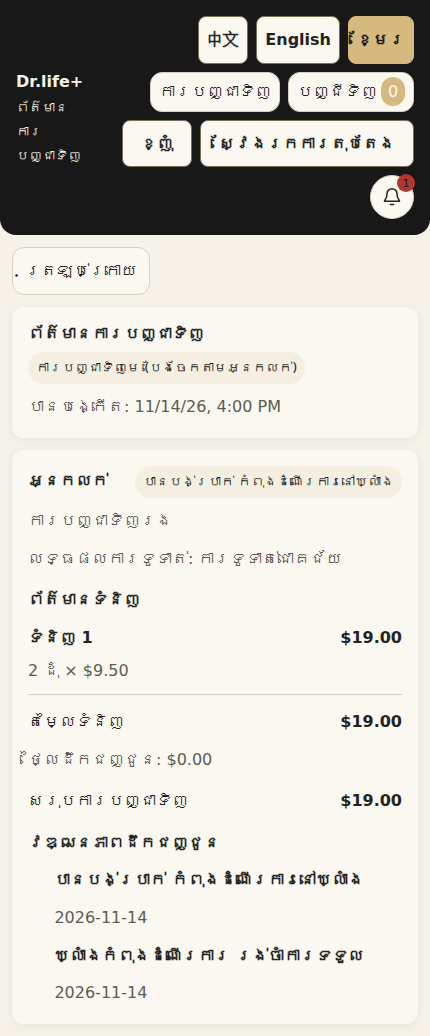 中文 English ខ្មែរ
Dr.life+
ព័ត៌មាន
ការ
បញ្ជាទិញ
ការបញ្ជាទិញ បញ្ជីទិញ 0
ខ្ញុំ ស្វែងរកការតុបតែង
1
ត្រឡប់ក្រោយ
ព័ត៌មានការបញ្ជាទិញ
ការបញ្ជាទិញមេ (បែងចែកតាមអ្នកលក់)
បានបង្កើត: 11/14/26, 4:00 PM
អ្នកលក់ បានបង់ប្រាក់ កំពុងដំណើរការនៅឃ្លាំង
ការបញ្ជាទិញរង
លទ្ធផលការទូទាត់: ការទូទាត់ជោគជ័យ
ព័ត៌មានទំនិញ
ទំនិញ 1 $19.00
2 ដុំ × $9.50
តម្លៃទំនិញ $19.00
ថ្លៃដឹកជញ្ជូន: $0.00
សរុបការបញ្ជាទិញ $19.00
វឌ្ឍនភាពដឹកជញ្ជូន
បានបង់ប្រាក់ កំពុងដំណើរការនៅឃ្លាំង
2026-11-14
ឃ្លាំងកំពុងដំណើរការ រង់ចាំការទទួល
2026-11-14